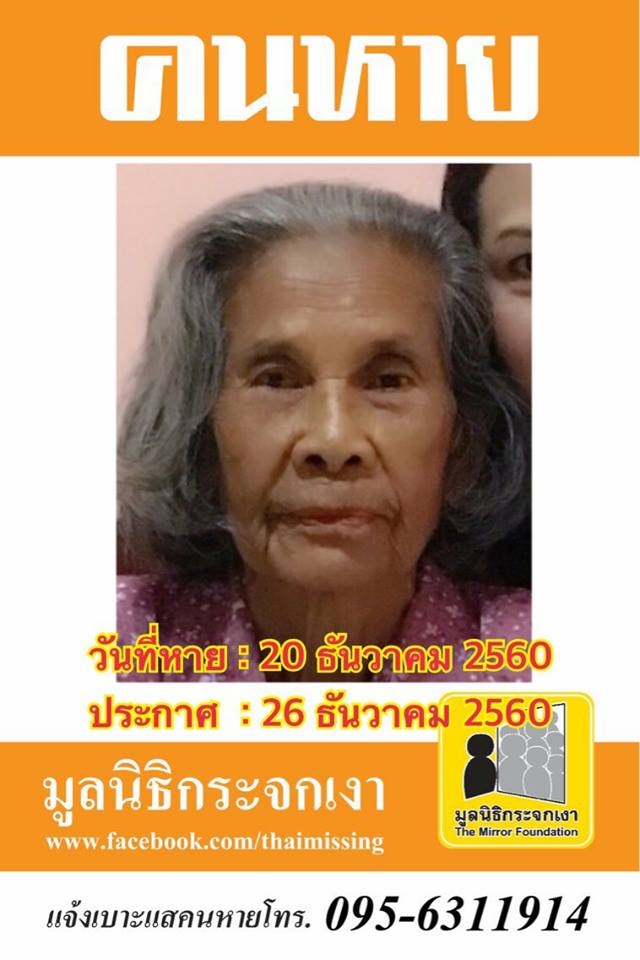 คนหาย
วันที่หาย : 20 ธันวาคม 2560
ประกาศ : 26 ธันวาคม 2560
มูลนิธิกระจกเงา
www.facebook.com/thaimissing
มูลนิธิกระจกเงา
The Mirror Foundation
แจ้งเบาะแสคนหายโทร. 095-6311914